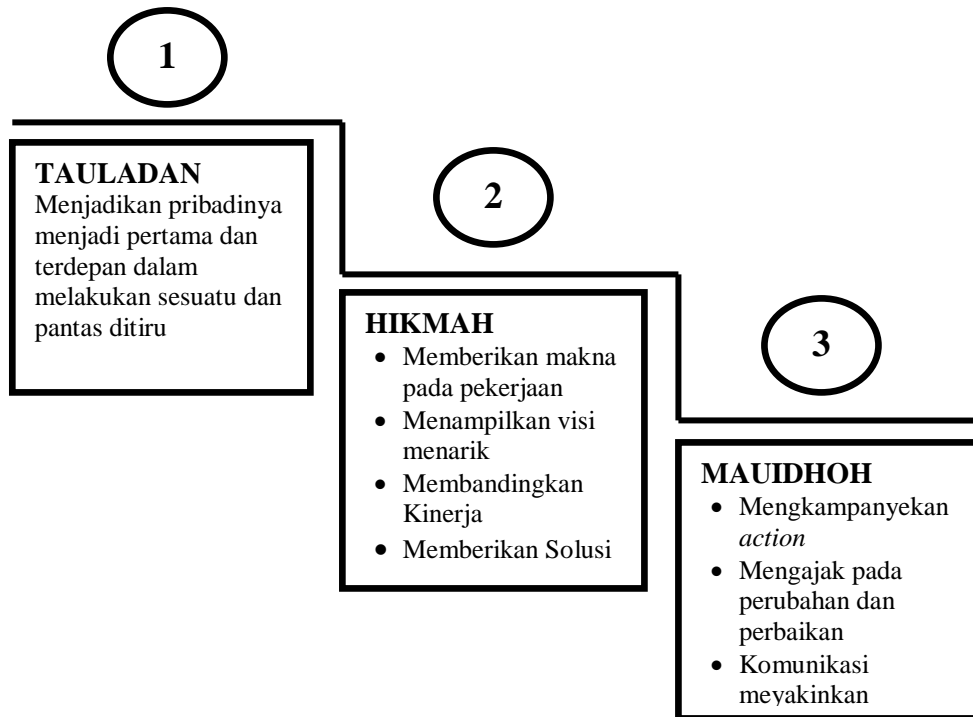 1
TAULADAN
Menjadikan pribadinya
menjadi pertama dan
terdepan dalam
melakukan sesuatu dan
pantas ditiru
2
HIKMAH
• Memberikan makna
pada pekerjaan
• Menampilkan visi
menarik
• Membandingkan
Kinerja
• Memberikan Solusi
3
MAUIDHOH
• Mengkampanyekan
action
• Mengajak pada
perubahan dan
perbaikan
• Komunikasi
meyakinkan